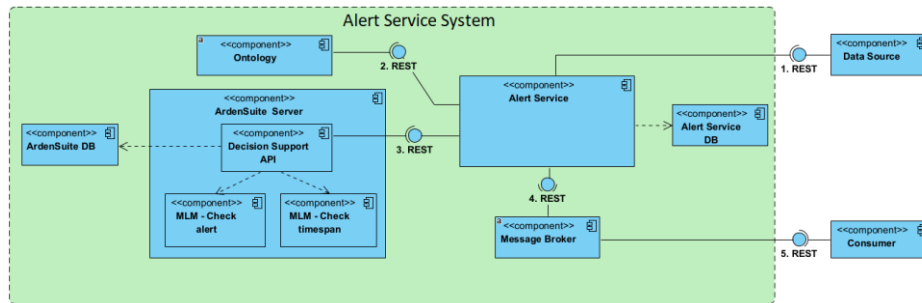 Alert Service System
<<component>>
Ontology
2. REST
1. REST
<<component>>
Data Source
<<component>>
Alert Service
<<component>>
ArdenSuite Server
<<component>>
ArdenSuite DB
<<component>>
Decision Support
API
3. REST
<<component>>
Alert Service
DB
<<component>>
MLM - Check
alert
<<component>>
MLM - Check
timespan
4. REST
<<component>>
Message Broker
5. REST
<<component>>
Consumer